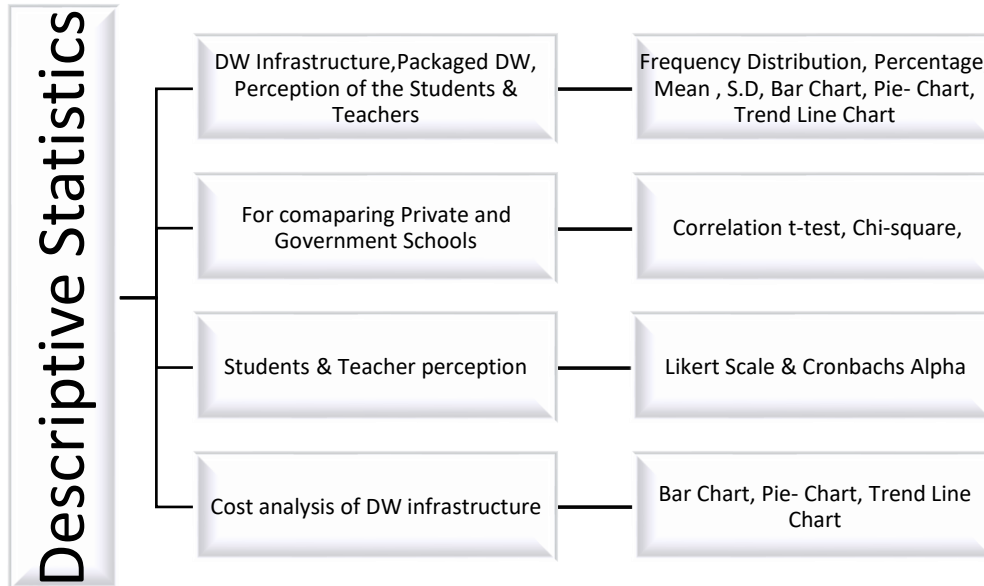 Descriptive Statistics
DW Infrastructure,Packaged DW,
Perception of the Students &
Teachers
Frequency Distribution, Percentage
Mean , S.D, Bar Chart, Pie- Chart,
Trend Line Chart
For comaparing Private and
Government Schools
Correlation t-test, Chi-square,
Students & Teacher perception
Likert Scale & Cronbachs Alpha
Cost analysis of DW infrastructure
Bar Chart, Pie- Chart, Trend Line
Chart